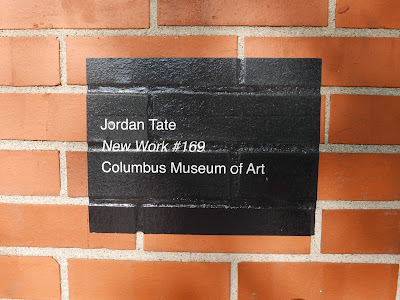 Jordan Tate
New Work #169
Columbus Museum of Art